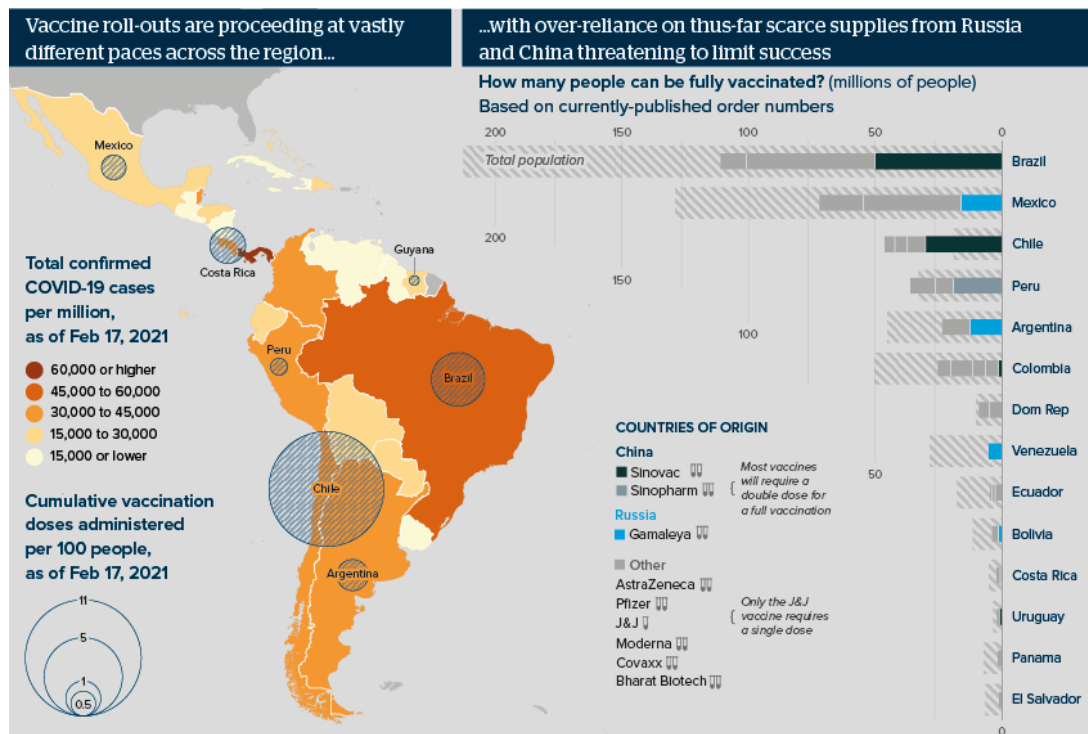 Vaccine roll-outs are proceeding at vastly
different paces across the region...
...with over-reliance on thus-far scarce supplies from Russia
and China threatening to limit success
Mexico
Costa Rica
Guyana
Peru
Brazil
Chile
Argentina
Total confirmed
COVID-19 cases
per million,
as of Feb 17, 2021
60,000 or higher
45,000 to 60,000
30,000 to 45,000
15,000 to 30,000
15,000 or lower
Cumulative vaccination
doses administered
per 100 people,
as of Feb 17, 2021
11
5
1
0.5
How many people can be fully vaccinated? (millions of people)
Based on currently-published order numbers
200 150 100 50 0
Total population
Brazil
Mexico
Chile
200
150
Peru
Argentina
100
Colombia
Dom Rep
Venezuela
50
Ecuador
Bolivia
Costa Rica
Uruguay
Panama
El Salvador
0
COUNTRIES OF ORIGIN
China
Sinovac
Sinopharm
Most vaccines
will require a
double dose for
a full vaccination
Russia
Gamaleya
Other
AstraZeneca
Pfizer
J&J
Moderna
Covaxx
Bharat Biotech
Only the J&J
vaccine requires
a single dose